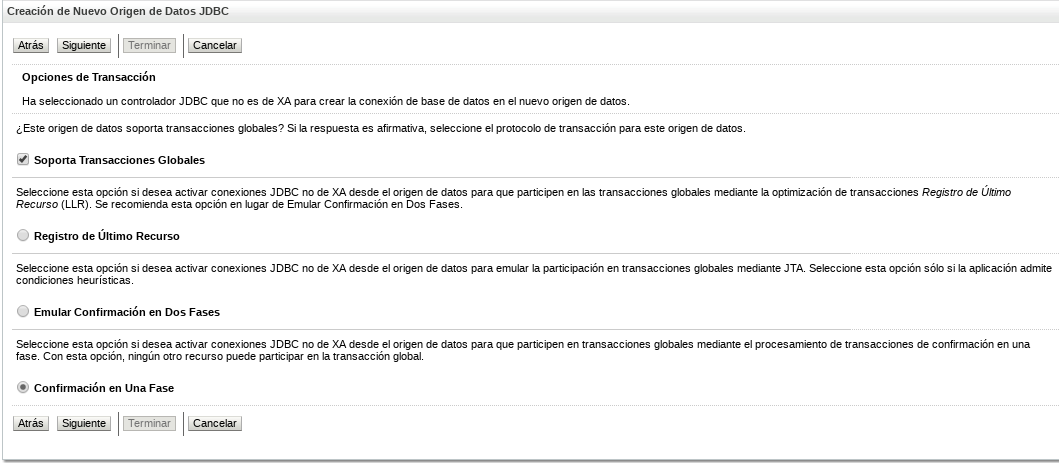 Creación de Nuevo Origen de Datos JDBC
Atrás Siguiente Terminar Cancelar
Opciones de Transacción
Ha seleccionado un controlador JDBC que no es de XA para crear la conexión de base de datos en el nuevo origen de datos.
¿Este origen de datos soporta transacciones globales? Si la respuesta es afirmativa, seleccione el protocolo de transacción para este origen de datos.
Soporta Transacciones Globales
Seleccione esta opción si desea activar conexiones JDBC no de XA desde el origen de datos para que participen en las transacciones globales mediante la optimización de transacciones Registro de Último
Recurso (LLR). Se recomienda esta opción en lugar de Emular Confirmación en Dos Fases.
Registro de Último Recurso
Seleccione esta opción si desea activar conexiones JDBC no de XA desde el origen de datos para emular la participación en transacciones globales mediante JTA. Seleccione esta opción sólo si la aplicación admite
condiciones heurísticas.
Emular Confirmación en Dos Fases
Seleccione esta opción si desea activar conexiones JDBC no de XA desde el origen de datos para que participen en transacciones globales mediante el procesamiento de transacciones de confirmación en una
fase. Con esta opción, ningún otro recurso puede participar en la transacción global.
Confirmación en Una Fase
Atrás Siguiente Terminar Cancelar